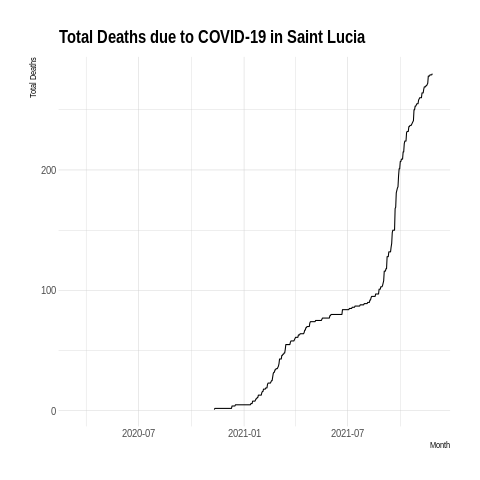 Total Deaths due to COVID-19 in Saint Lucia
Total Deaths
200
100
0
2020-07 2021-01 2021-07
Month